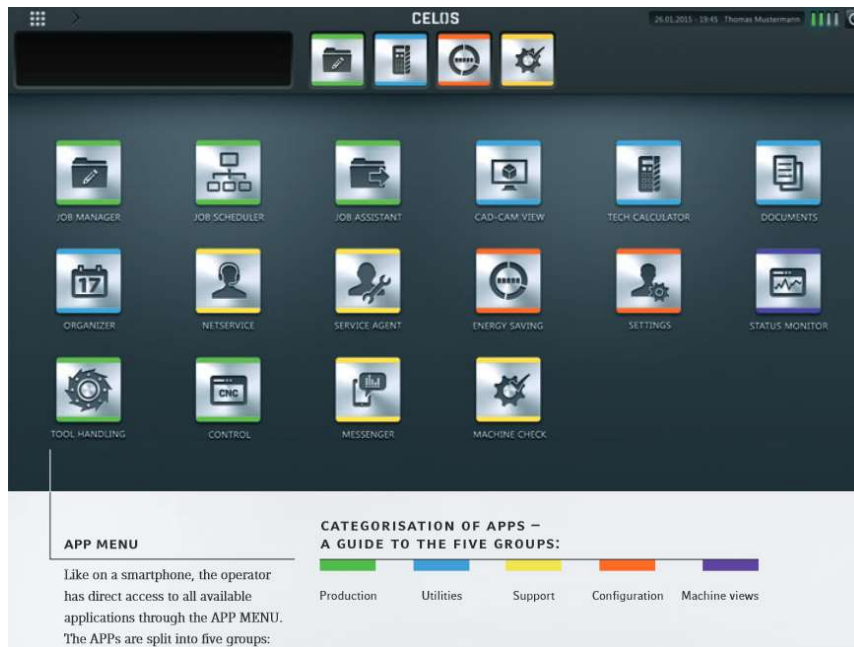 CELOS
26.01.2015 - 19:45 Thomas Mustermann
JOB MANAGER
JOB SCHEDULER
JOB ASSISTANT
CAD-CAM VIEW
TECH CALCULATOR
DOCUMENTS
17
ORGANIZER
NETSERVICE
SERVICE AGENT
ENERGY SAVING
SETTINGS
STATUS MONITOR
CNC
TOOL HANDLING
CONTROL
MESSENGER
MACHINE CHECK
APP MENU
Like on a smartphone, the operator
has direct access to all available
applications through the APP MENU.
The APPs are split into five groups:
CATEGORISATION OF APPS –
A GUIDE TO THE FIVE GROUPS:
Production
Utilities
Support
Configuration
Machine views